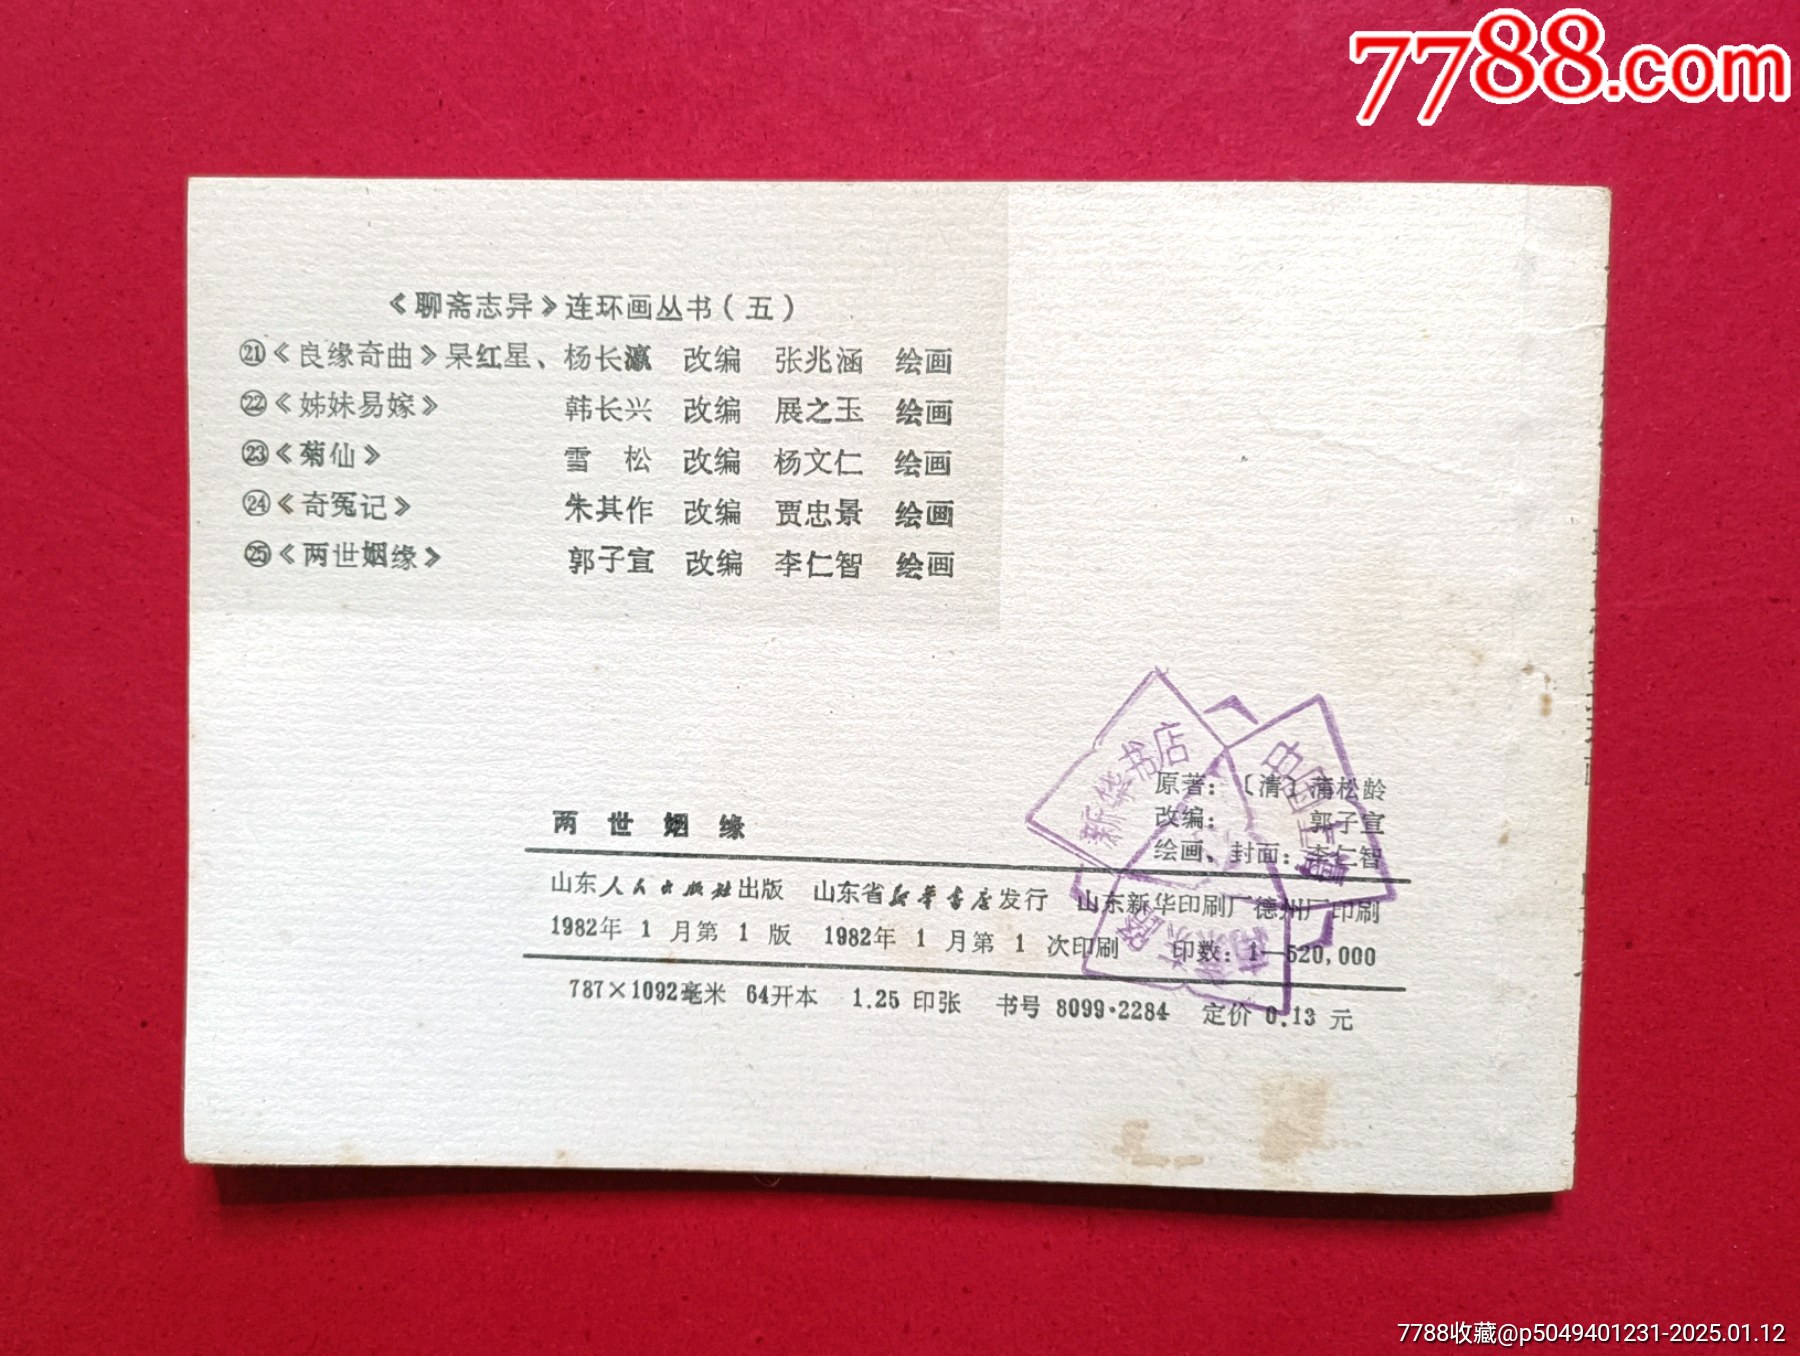 7788.com
《聊斋志异》连环画丛书(五)
㉑《良缘奇曲》杲红星、杨长瀛 改编 张兆涵 绘画
㉒《姊妹易嫁》 韩长兴 改编 展之玉 绘画
㉓《菊仙》 雪 松 改编 杨文仁 绘画
㉔《奇冤记》 朱其作 改编 贾忠景 绘画
㉕《两世姻缘》 郭子宣 改编 李仁智 绘画
新华书店
中国
原著:〔清〕蒲松龄
改编: 郭子宣
绘画、封面:李仁智
两世姻缘
山东人民出版社出版 山东省新华书店发行 山东新华印刷厂德州厂印刷
1982年 1 月第 1 版 1982年 1 月第 1 次印刷 印数:1—520,000
787×1092毫米 64开本 1.25 印张 书号 8099·2284 定价 0.13 元
7788收藏@p5049401231-2025.01.12